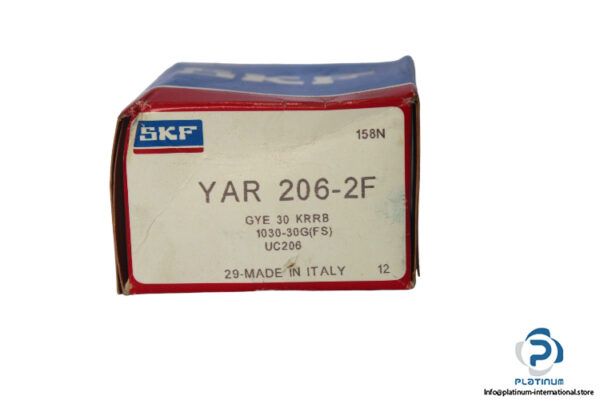 SKF
SKF
158N
YAR 206-2F
GYE 30 KRRB
1030-30G(FS)
UC206
29-MADE IN ITALY 12
PLATINUM
Info@platinum-international.store